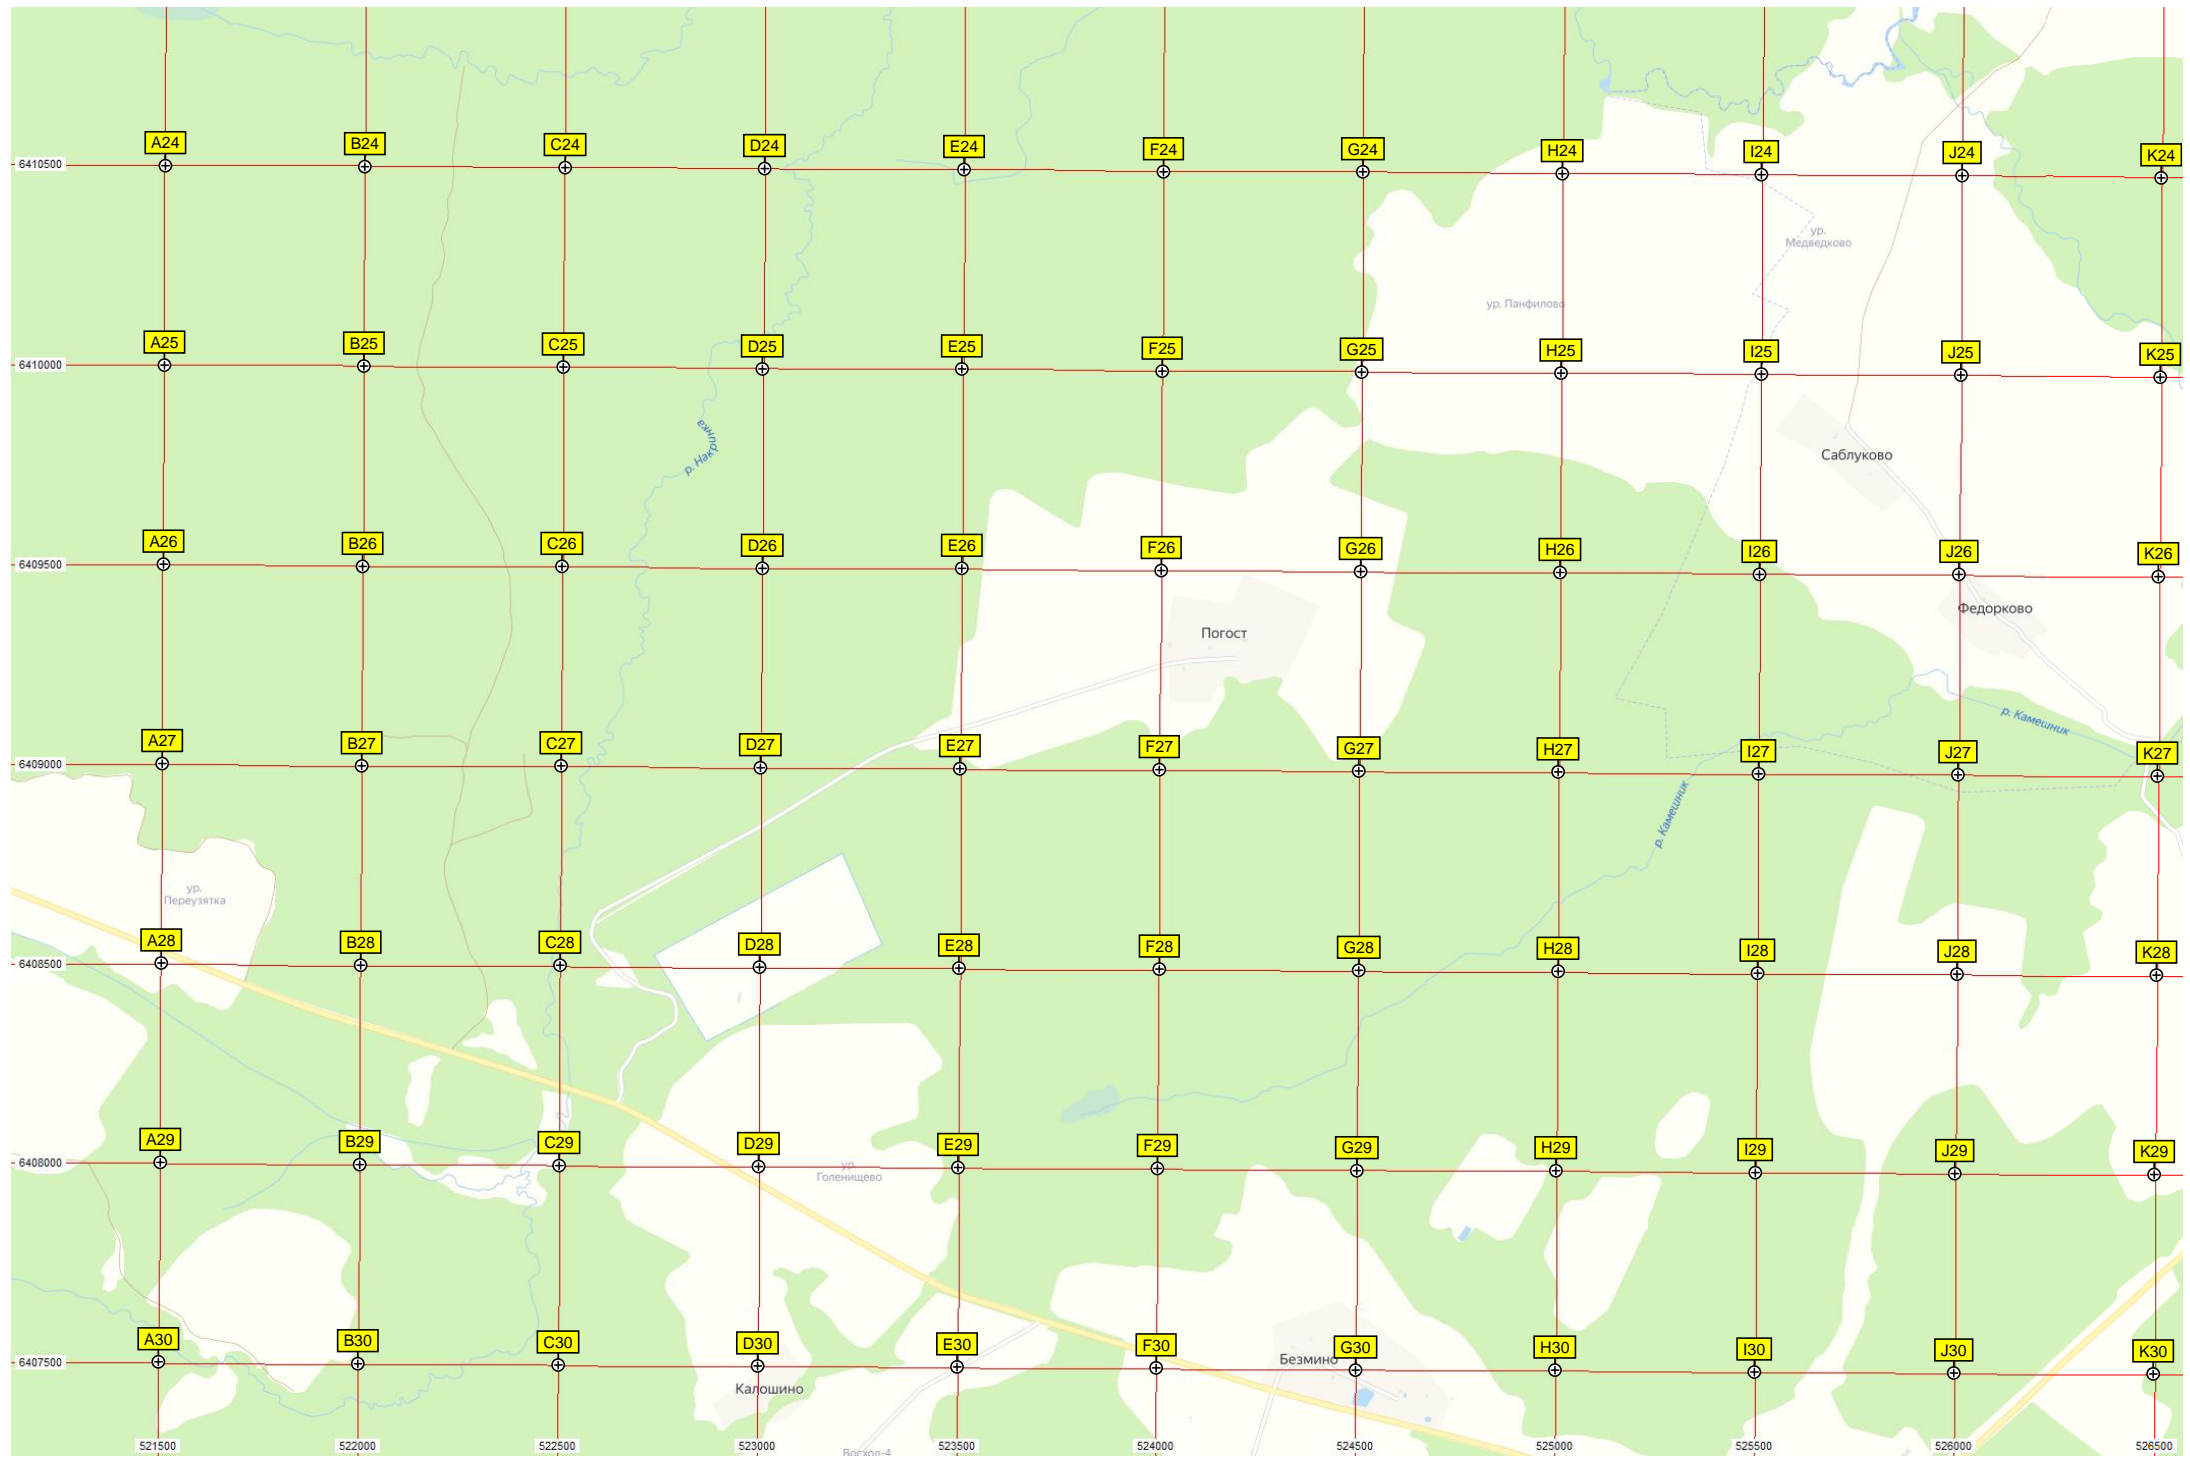 A24 B24 C24 D24 E24 F24 G24 H24 I24 J24 K24
6410500
ур.
Медведково
ур. Панфилово
A25 B25 C25 D25 E25 F25 G25 H25 I25 J25 K25
6410000
р. Накринка
Саблуково
A26 B26 C26 D26 E26 F26 G26 H26 I26 J26 K26
6409500
Федорково
Погост
р. Камешник
A27 B27 C27 D27 E27 F27 G27 H27 I27 J27 K27
6409000
р. Камешник
ур.
Переузятка
A28 B28 C28 D28 E28 F28 G28 H28 I28 J28 K28
6408500
A29 B29 C29 D29 E29 F29 G29 H29 I29 J29 K29
6408000
ур.
Голенищево
A30 B30 C30 D30 E30 F30 G30 H30 I30 J30 K30
6407500
Безмино
Калошино
521500 522000 522500 523000 523500 524000 524500 525000 525500 526000 526500
Восход-4